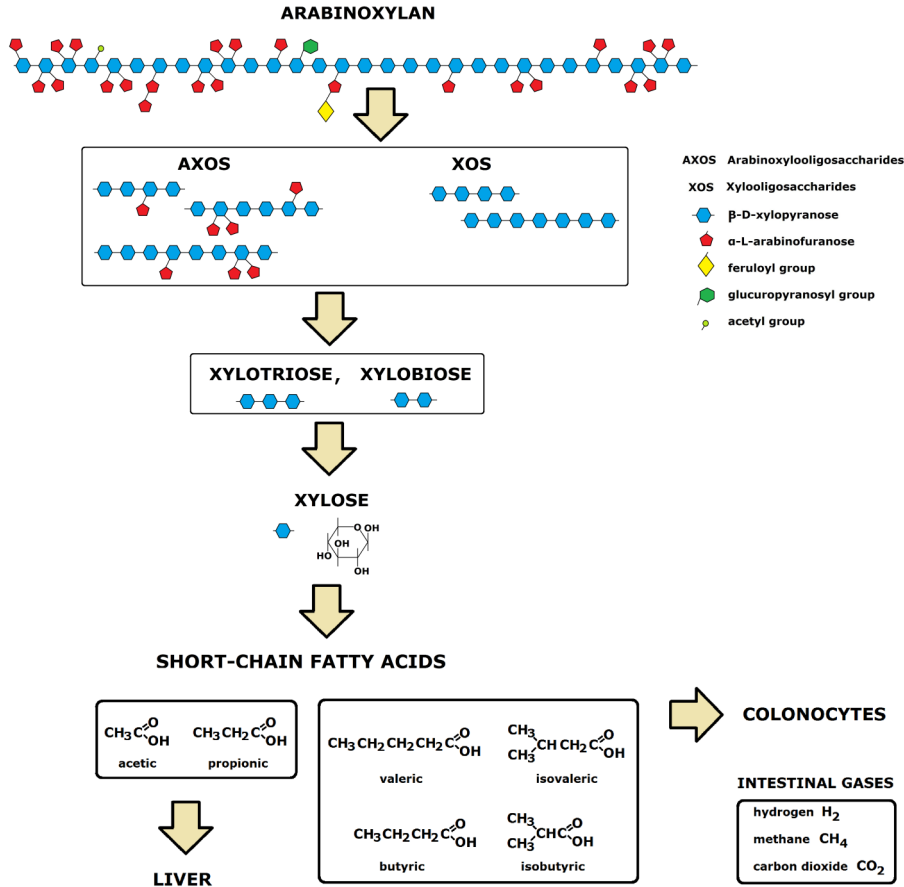 ARABINOXYLAN
AXOS XOS
AXOS Arabinoxylooligosaccharides
XOS Xylooligosaccharides
β-D-xylopyranose
α-L-arabinofuranose
feruloyl group
glucuropyranosyl group
acetyl group
XYLOTRIOSE, XYLOBIOSE
XYLOSE
O OH
OH
HO
OH
SHORT-CHAIN FATTY ACIDS
CH3C O OH
acetic
CH3CH2C O OH
propionic
CH3CH2CH2CH2C O OH
valeric
CH3 CH3 CHCH2C O OH
isovaleric
CH3CH2CH2C O OH
butyric
CH3 CH3 CHC O OH
isobutyric
LIVER
COLONOCYTES
INTESTINAL GASES
hydrogen H2
methane CH4
carbon dioxide CO2